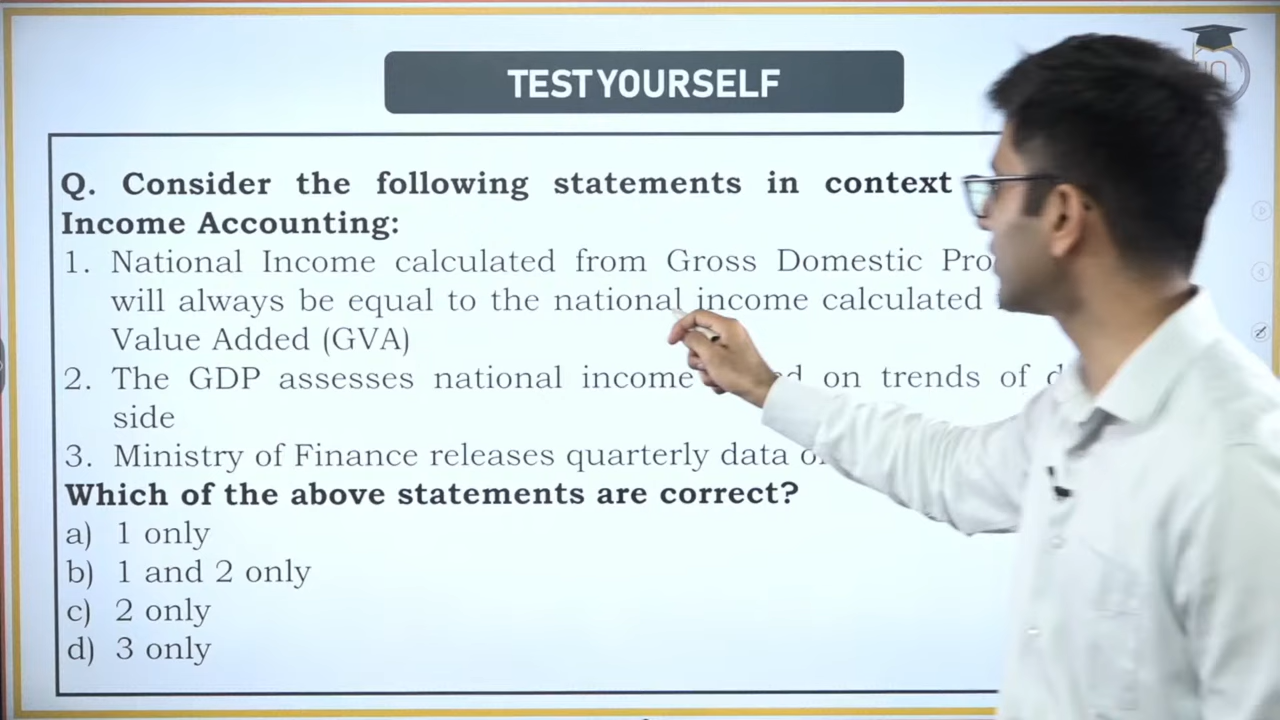 TEST YOURSELF
Q. Consider the following statements in context
Income Accounting:
1. National Income calculated from Gross Domestic
will always be equal to the national income calculated
Value Added (GVA)
2. The GDP assesses national income on trends of
side
3. Ministry of Finance releases quarterly data
Which of the above statements are correct?
a) 1 only
b) 1 and 2 only
c) 2 only
d) 3 only